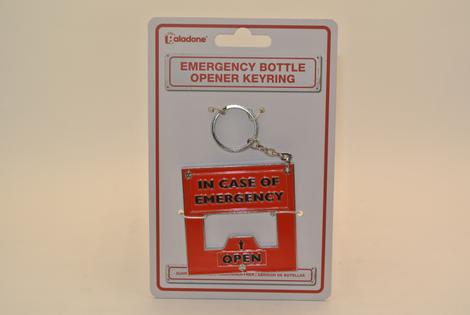 Paladone
EMERGENCY BOTTLE
OPENER KEYRING
IN CASE OF
EMERGENCY
OPEN